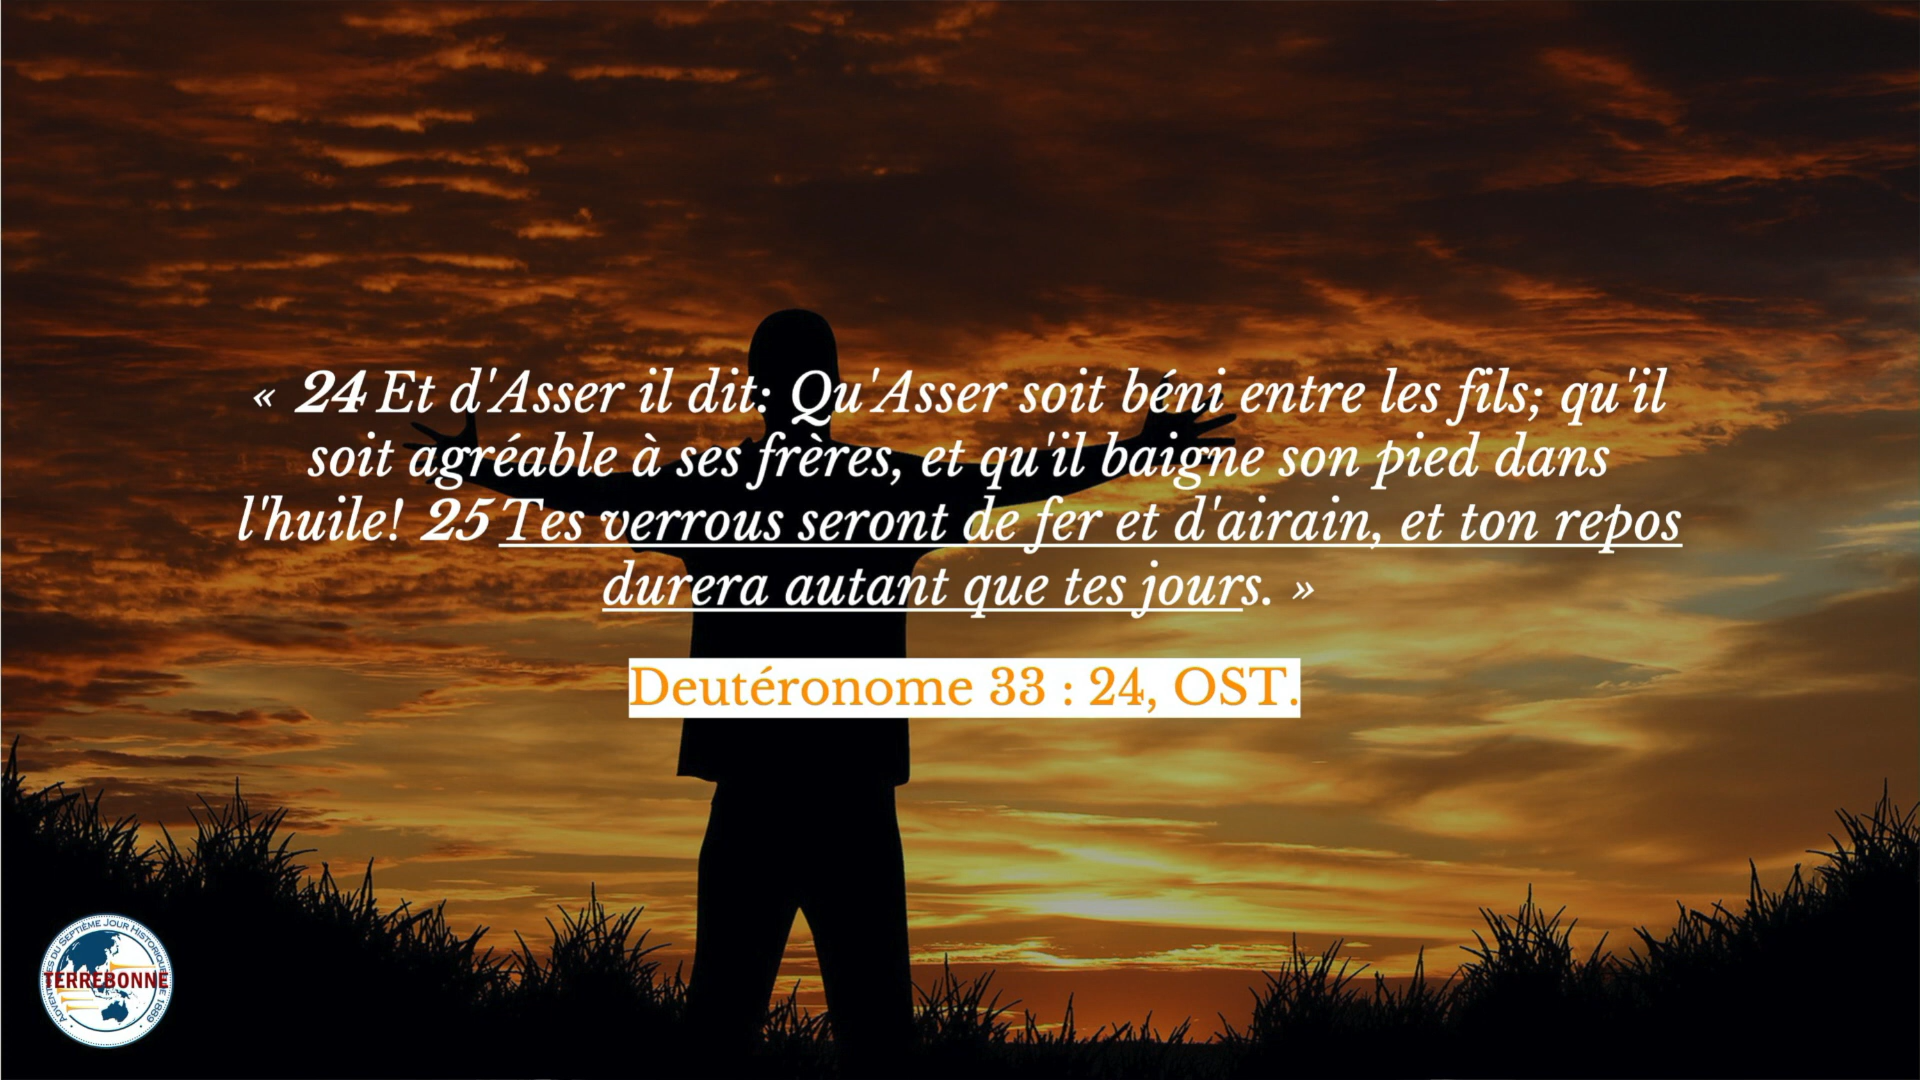 « 24 Et d'Asser il dit: Qu'Asser soit béni entre les fils; qu'il
soit agréable à ses frères, et qu'il baigne son pied dans
l'huile! 25 Tes verrous seront de fer et d'airain, et ton repos
durera autant que tes jours. »
Deutéronome 33 : 24, OST.
TERREBONNE